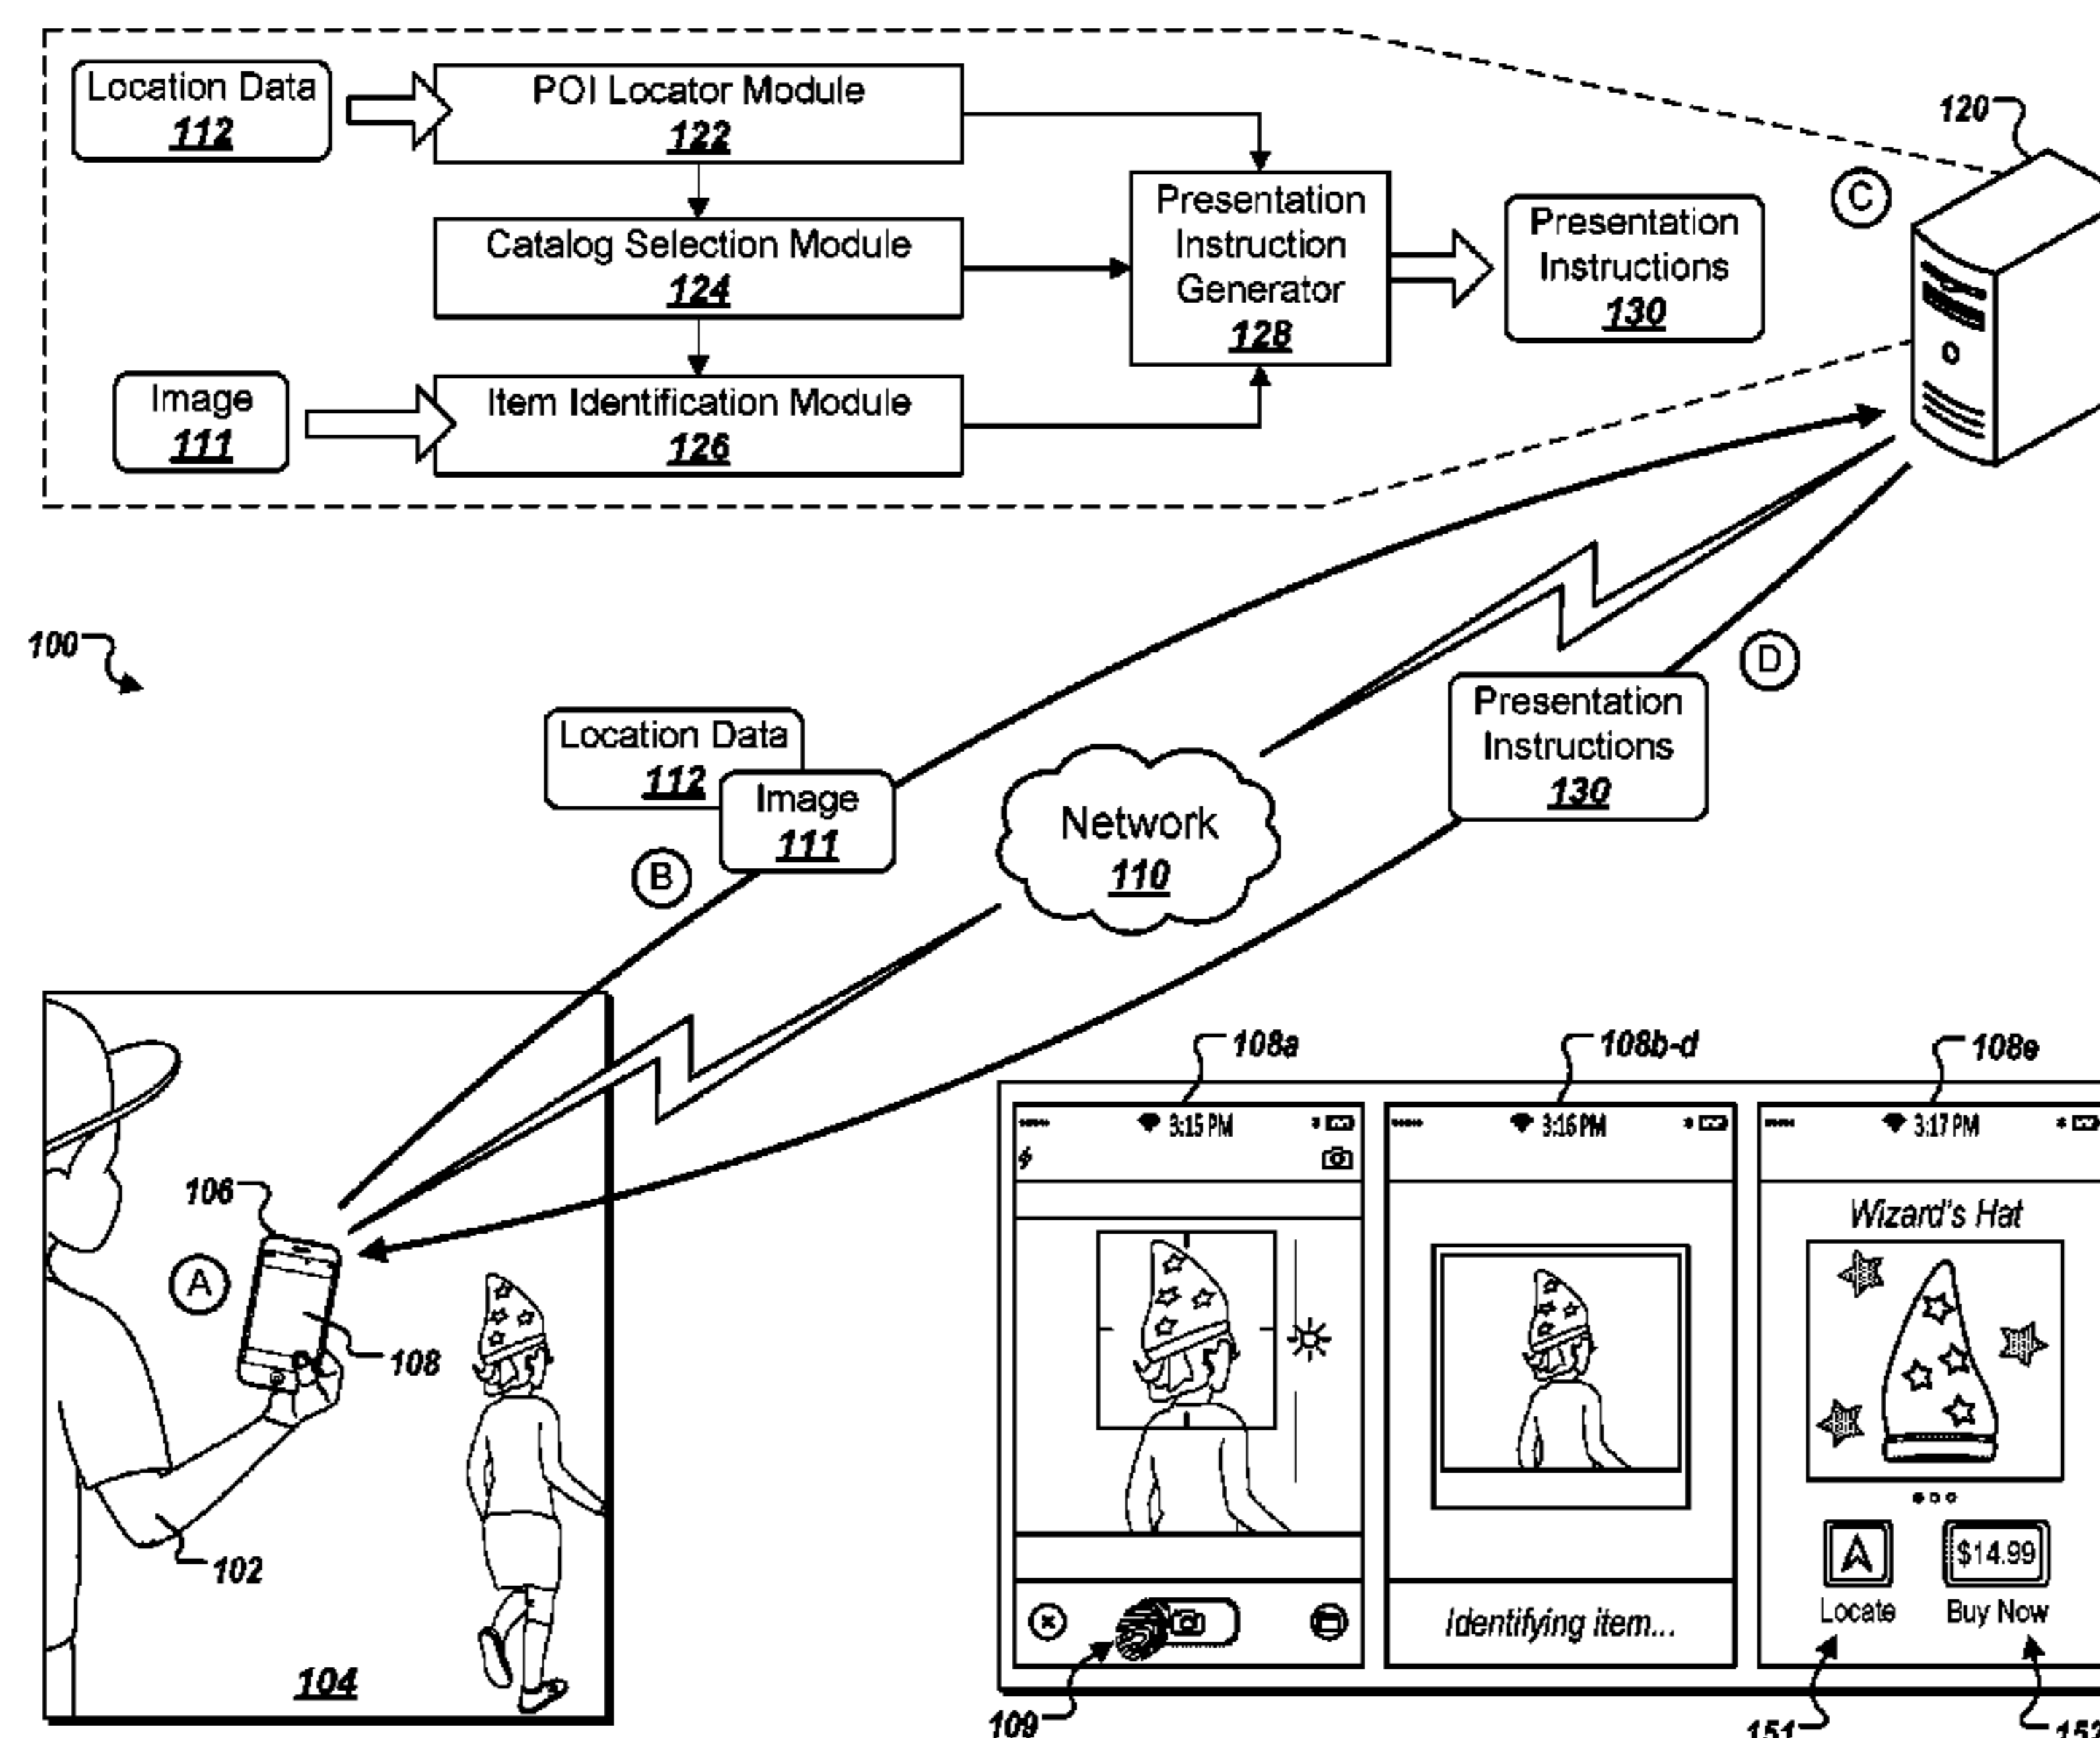 Location Data
112
POI Locator Module
122
Catalog Selection Module
124
Image
111
Item Identification Module
126
Presentation
Instruction
Generator
128
Presentation
Instructions
130
C
120
100
Location Data
112
Image
111
B
Network
110
Presentation
Instructions
130
D
106
A
108
102
104
108a
108b-d
108e
3:15 PM
3:16 PM
3:17 PM
Wizard's Hat
Identifying item...
$14.99
Locate
Buy Now
109
151